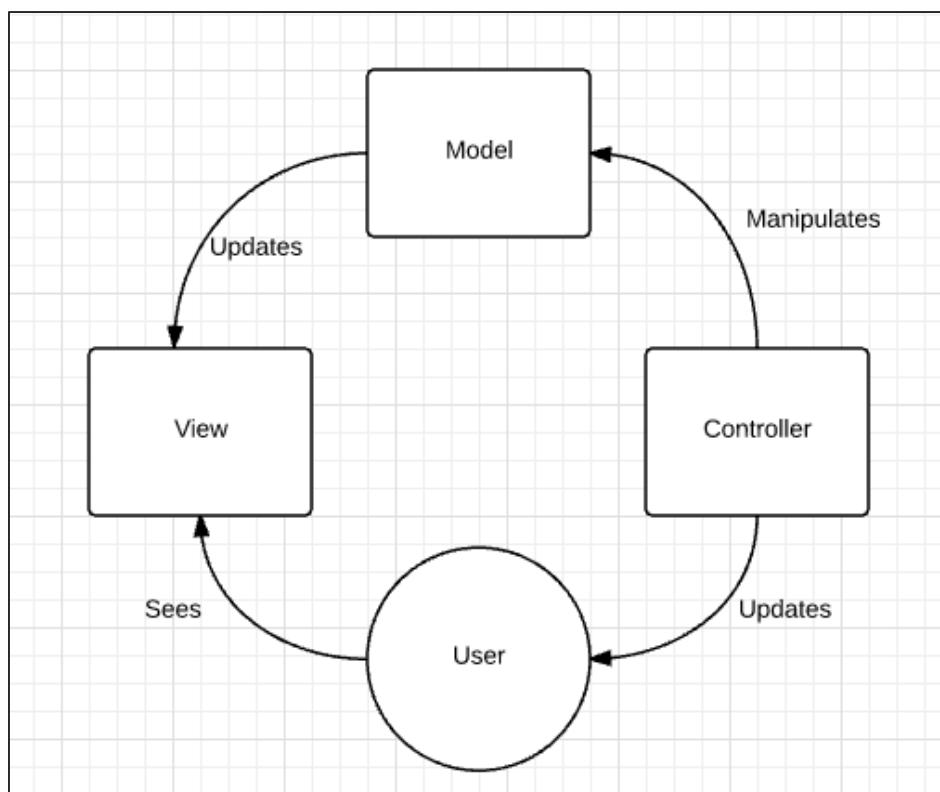 Model
Manipulates
Updates
View
Controller
Sees
Updates
User